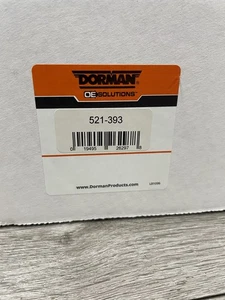 DORMAN
OE SOLUTIONS
521-393
www.DormanProducts.com